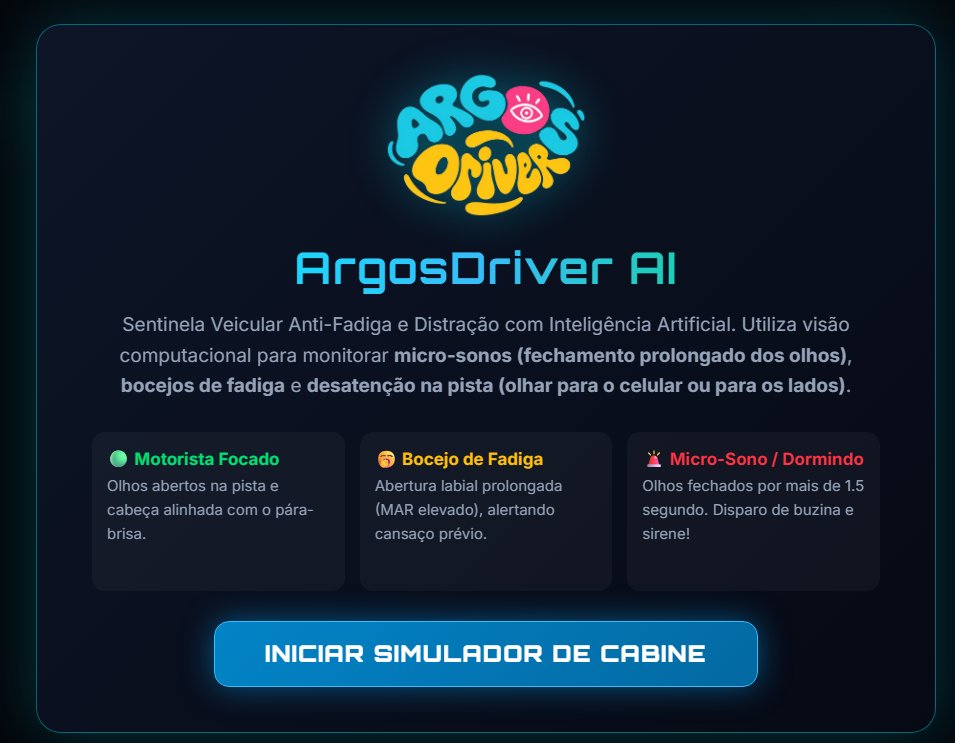 ARGOS
Driver
ArgosDriver AI
Sentinela Veicular Anti-Fadiga e Distração com Inteligência Artificial. Utiliza visão
computacional para monitorar micro-sonos (fechamento prolongado dos olhos),
bocejos de fadiga e desatenção na pista (olhar para o celular ou para os lados).
Motorista Focado
Olhos abertos na pista e
cabeça alinhada com o pára-
brisa.
Bocejo de Fadiga
Abertura labial prolongada
(MAR elevado), alertando
cansaço prévio.
Micro-Sono / Dormindo
Olhos fechados por mais de 1.5
segundo. Disparo de buzina e
sirene!
INICIAR SIMULADOR DE CABINE